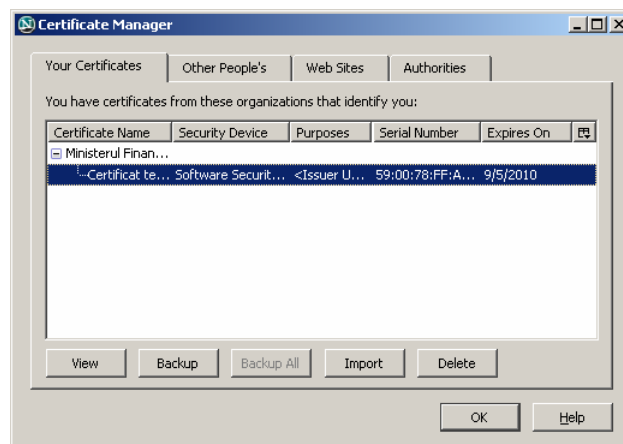 Certificate Manager
Your Certificates Other People's Web Sites Authorities
You have certificates from these organizations that identify you:
Certificate Name Security Device Purposes Serial Number Expires On
Ministerul Finan...
Certificat te... Software Securit... <Issuer U... 59:00:78:FF:A... 9/5/2010
View Backup Backup All Import Delete
OK Help